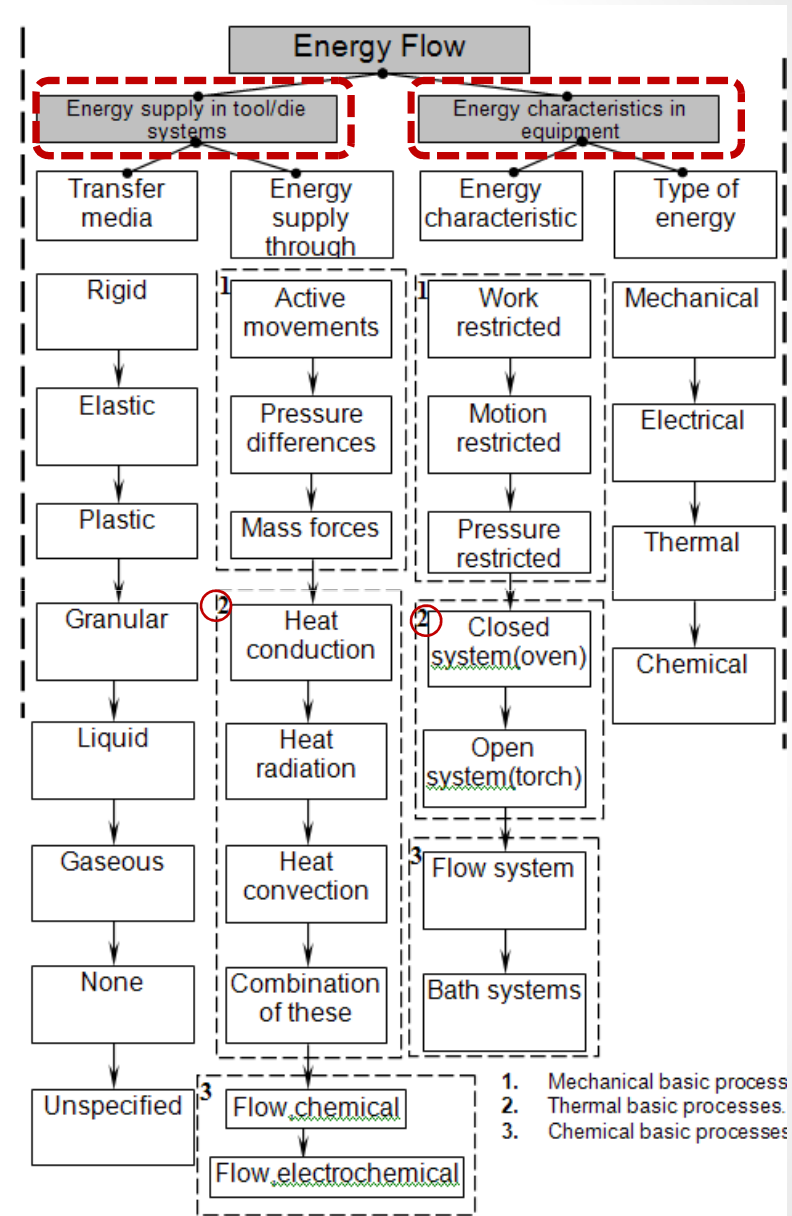 Energy Flow
Energy supply in tool/die
systems
Energy characteristics in
equipment
Transfer
media
Energy
supply
through
Energy
characteristic
Type of
energy
Rigid
Elastic
Plastic
Granular
Liquid
Gaseous
None
Unspecified
1
Active
movements
Pressure
differences
Mass forces
2
Heat
conduction
Heat
radiation
Heat
convection
Combination
of these
3
Flow,chemical
Flow,electrochemical
1
Work
restricted
Motion
restricted
Pressure
restricted
2
Closed
system(oven)
Open
system(torch)
3
Flow system
Bath systems
Mechanical
Electrical
Thermal
Chemical
1. Mechanical basic process
2. Thermal basic processes.
3. Chemical basic processes